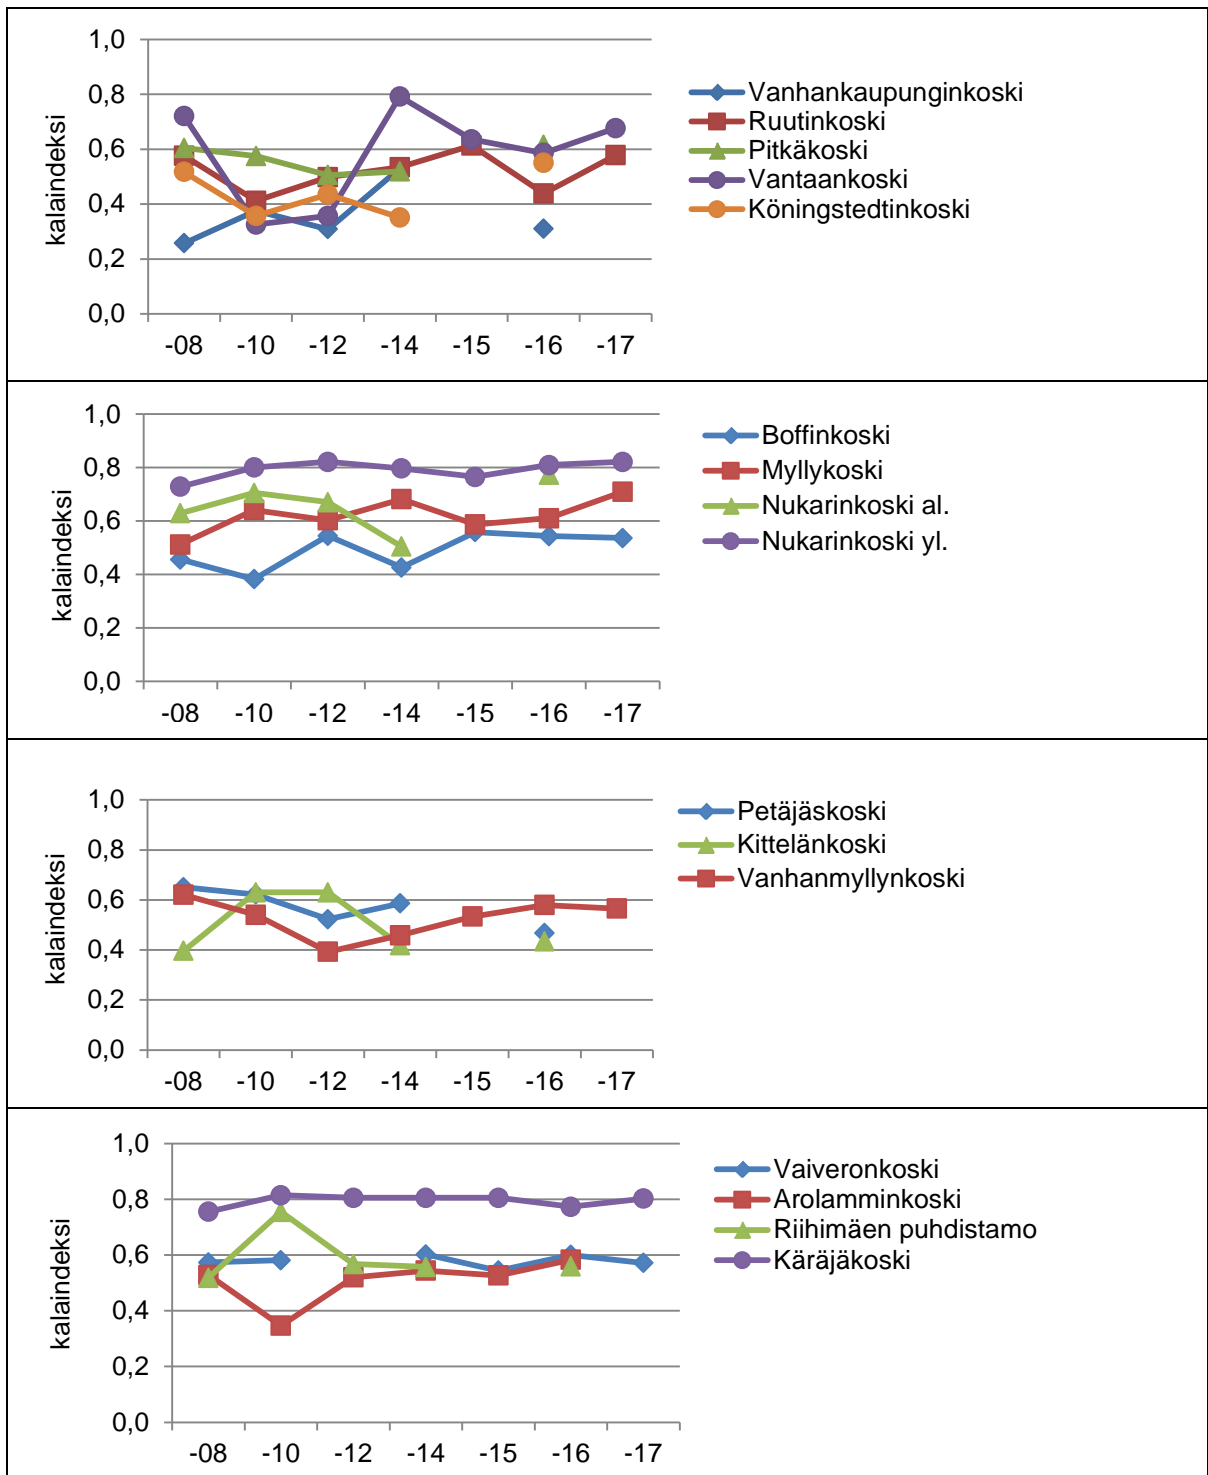 1,0
0,8
0,6
0,4
0,2
0,0
kalaindeksi
-08 -10 -12 -14 -15 -16 -17
Vanhankaupunginkoski
Ruutinkoski
Pitkäkoski
Vantaankoski
Köningstedtinkoski
1,0
0,8
0,6
0,4
0,2
0,0
kalaindeksi
-08 -10 -12 -14 -15 -16 -17
Boffinkoski
Myllykoski
Nukarinkoski al.
Nukarinkoski yl.
1,0
0,8
0,6
0,4
0,2
0,0
kalaindeksi
-08 -10 -12 -14 -15 -16 -17
Petäjäskoski
Kittelänkoski
Vanhanmyllynkoski
1,0
0,8
0,6
0,4
0,2
0,0
kalaindeksi
-08 -10 -12 -14 -15 -16 -17
Vaiveronkoski
Arolamminkoski
Riihimäen puhdistamo
Käräjäkoski